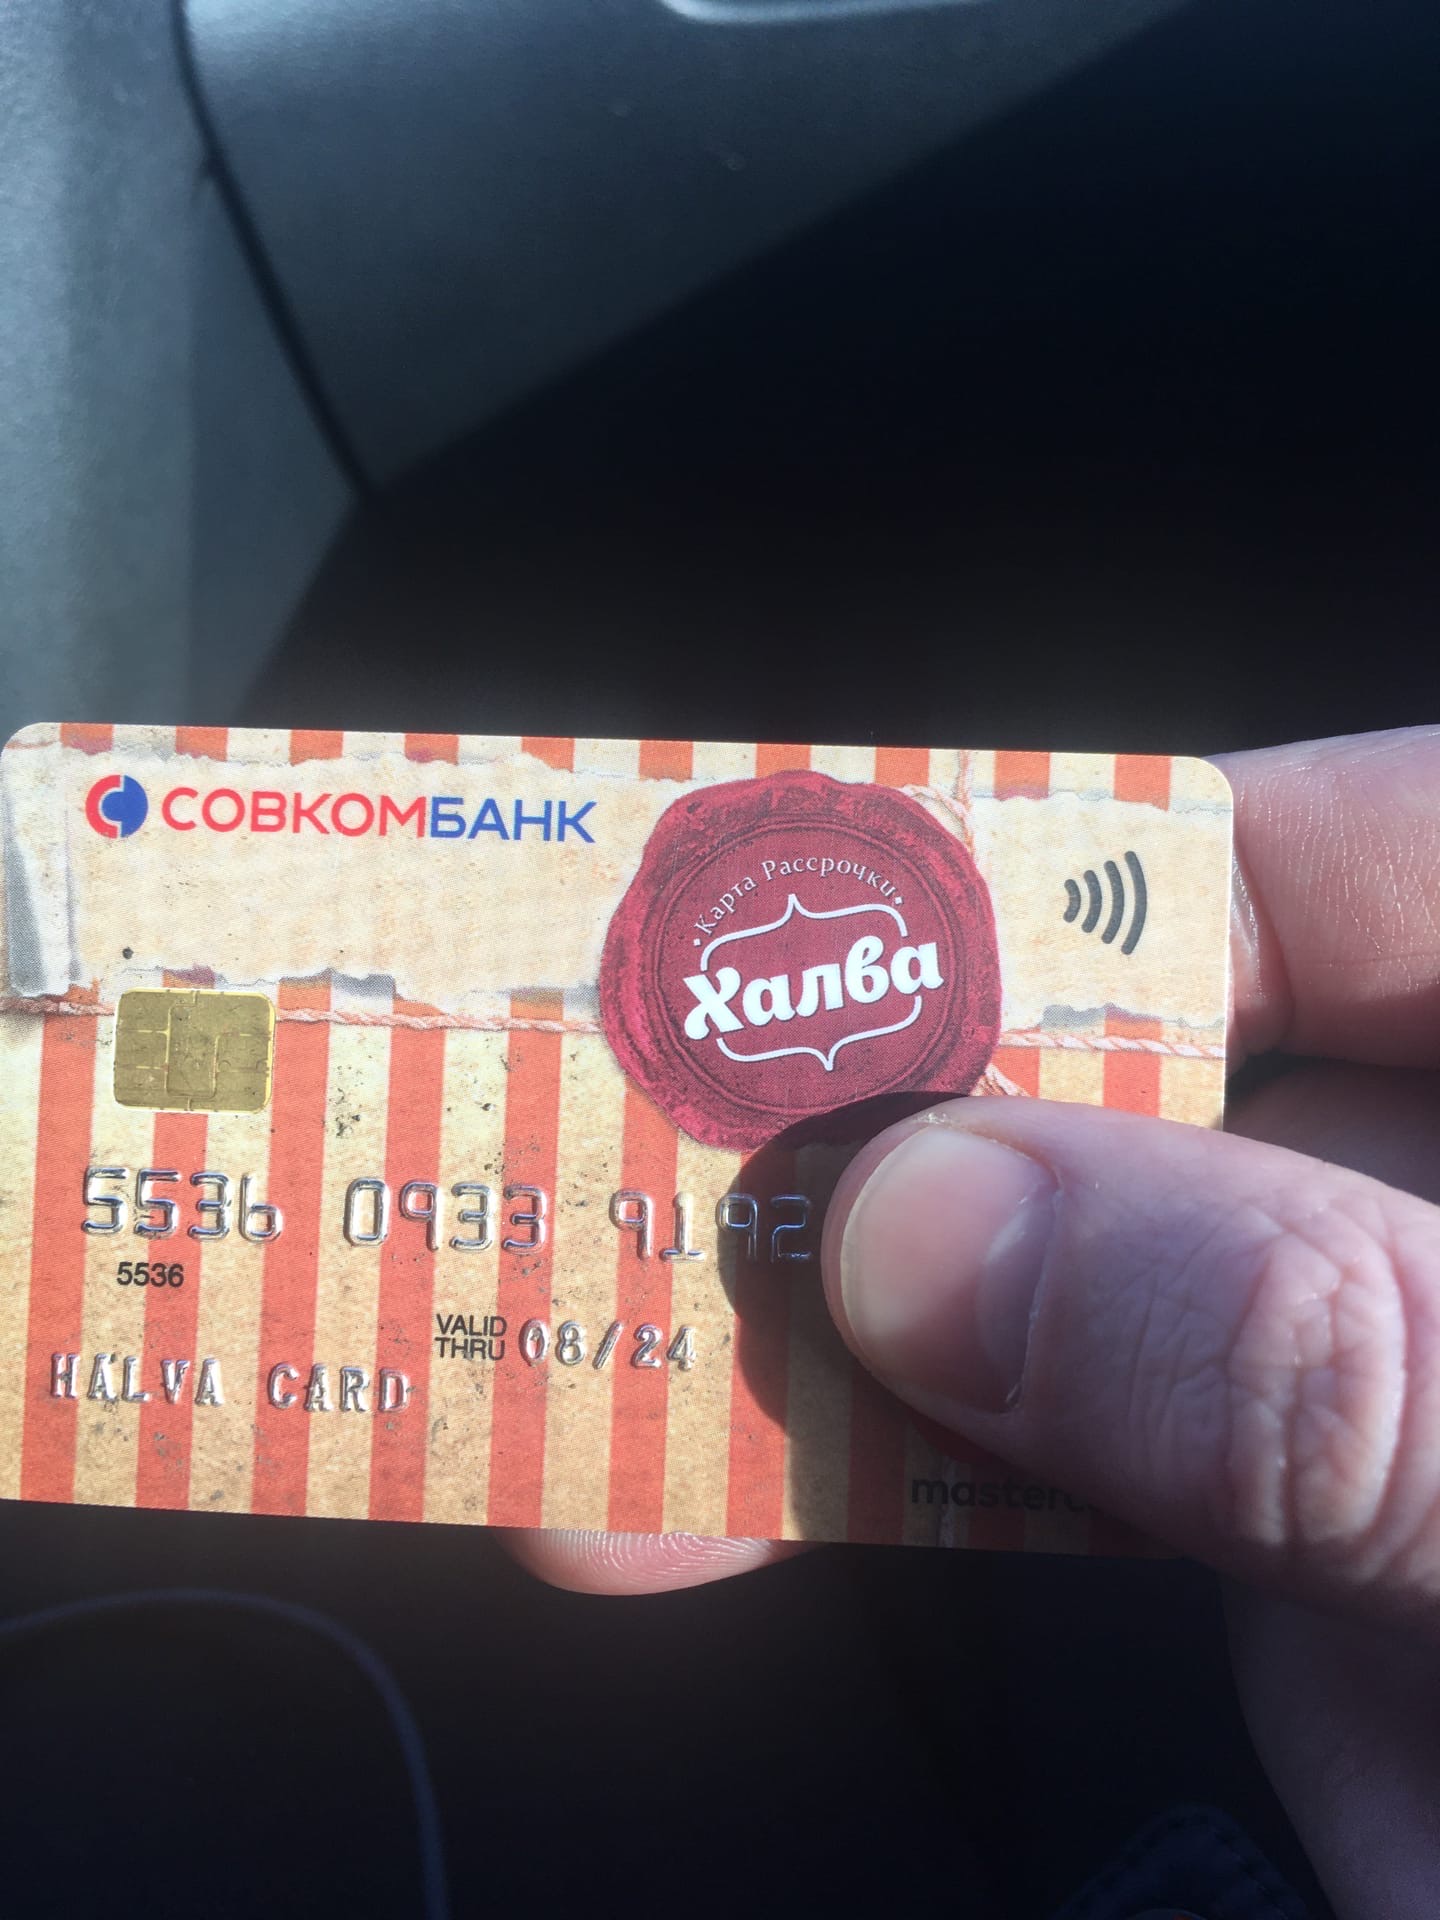 СОВКОМБАНК
· Карта Рассрочки ·
Халва
5536 0933 9192
5536
VALID THRU 08/24
HALVA CARD